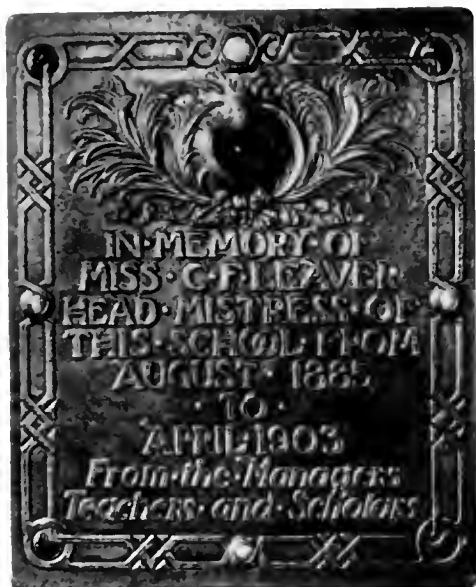 IN·MEMORY·OF
MISS·C·F·LEAVER·
HEAD·MISTRESS·OF
THIS·SCHOOL·FROM
AUGUST·1885
·TO·
APRIL·1903
From·the·Managers
Teachers·and·Scholars